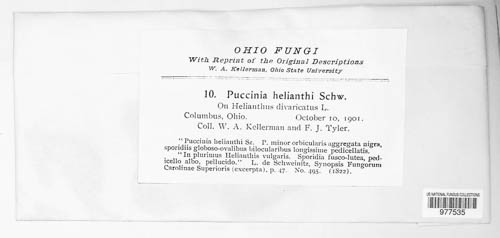 OHIO FUNGI
With Reprint of the Original Descriptions
W. A. Kellerman, Ohio State University
10. Puccinia helianthi Schw.
On Helianthus divaricatus L.
Columbus, Ohio. October 10, 1901.
Coll. W. A. Kellerman and F. J. Tyler.
"Puccinia helianthi Sz. P. minor orbicularis aggregata nigra,
sporidiis globoso-ovalibus bilocularibus longissime pedicellatis.
"In plurimus Helianthis vulgaris. Sporidia fusco-lutea, ped-
icello albo, pellucido." L. de Schweinitz, Synopsis Fungorum
Carolinae Superioris (excerpta), p. 47. No. 495. (1822).
US NATIONAL FUNGUS COLLECTIONS
977535